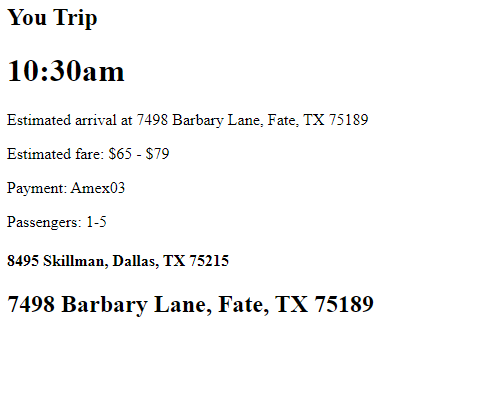 You Trip
10:30am
Estimated arrival at 7498 Barbary Lane, Fate, TX 75189
Estimated fare: $65 - $79
Payment: Amex03
Passengers: 1-5
8495 Skillman, Dallas, TX 75215
7498 Barbary Lane, Fate, TX 75189